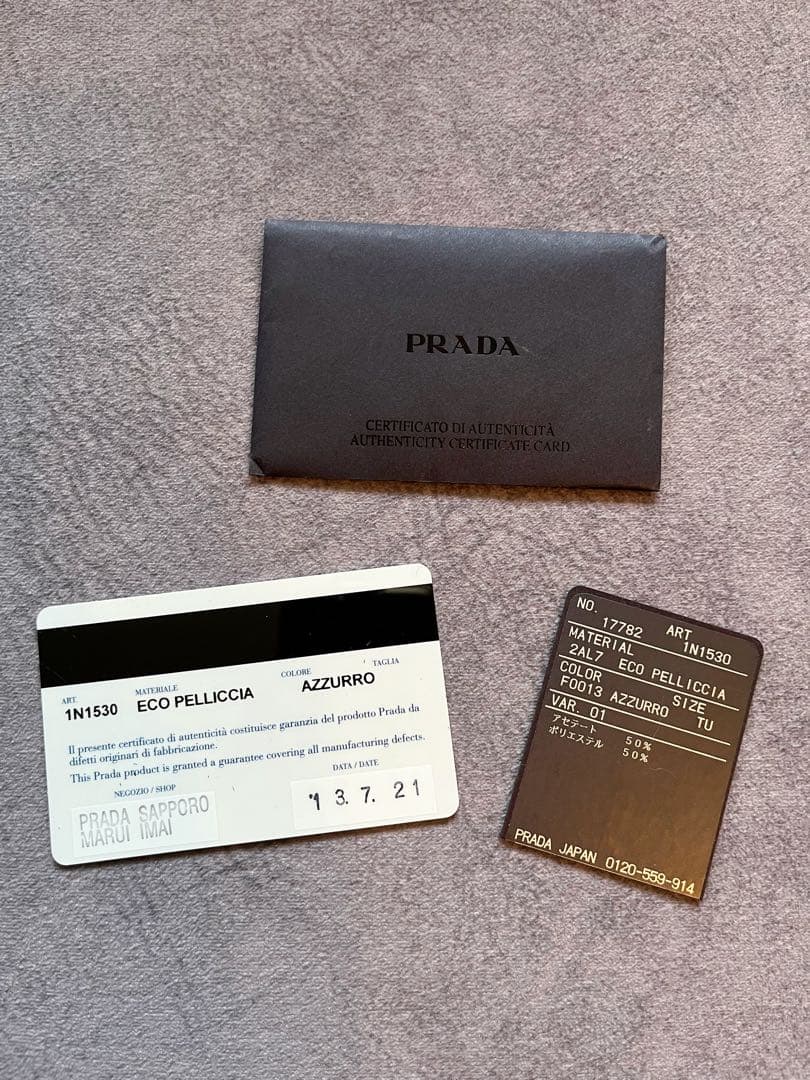 PRADA
CERTIFICATO DI AUTENTICITÀ
AUTHENTICITY CERTIFICATE CARD
ART. MATERIALE COLORE TAGLIA
1N1530 ECO PELLICCIA AZZURRO
Il presente certificato di autenticità costituisce garanzia del prodotto Prada da
difetti originari di fabbricazione.
This Prada product is granted a guarantee covering all manufacturing defects.
NEGOZIO / SHOP DATA / DATE
PRADA SAPPORO
MARUI IMAI
'13. 7. 21
NO. 17782 ART 1N1530
MATERIAL
2AL7 ECO PELLICCIA
COLOR SIZE
F0013 AZZURRO TU
VAR. 01
アセテート 50%
ポリエステル 50%
PRADA JAPAN 0120-559-914